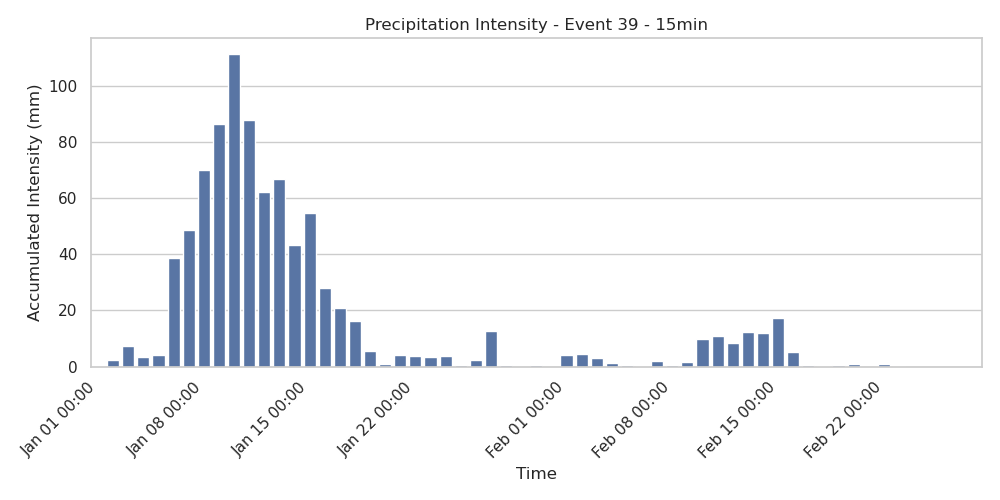 Precipitation Intensity - Event 39 - 15min
Accumulated Intensity (mm)
100
80
60
40
20
0
Jan 01 00:00
Jan 08 00:00
Jan 15 00:00
Jan 22 00:00
Feb 01 00:00
Feb 08 00:00
Feb 15 00:00
Feb 22 00:00
Time